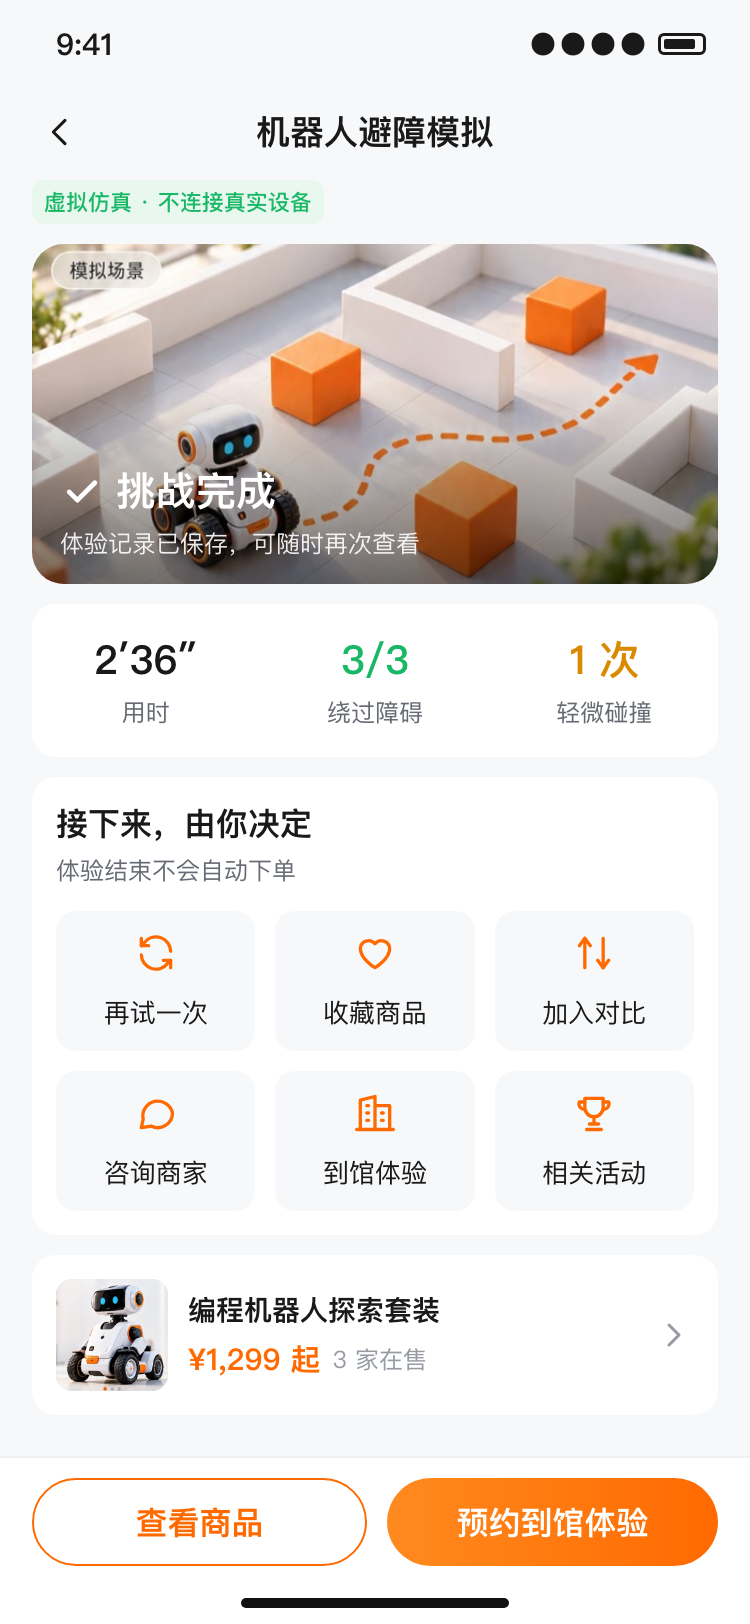 9:41
机器人避障模拟
虚拟仿真 · 不连接真实设备
模拟场景
挑战完成
体验记录已保存，可随时再次查看
2′36″ 3/3 1 次
用时 绕过障碍 轻微碰撞
接下来，由你决定
体验结束不会自动下单
再试一次 收藏商品 加入对比
咨询商家 到馆体验 相关活动
编程机器人探索套装
¥1,299 起 3 家在售
查看商品 预约到馆体验